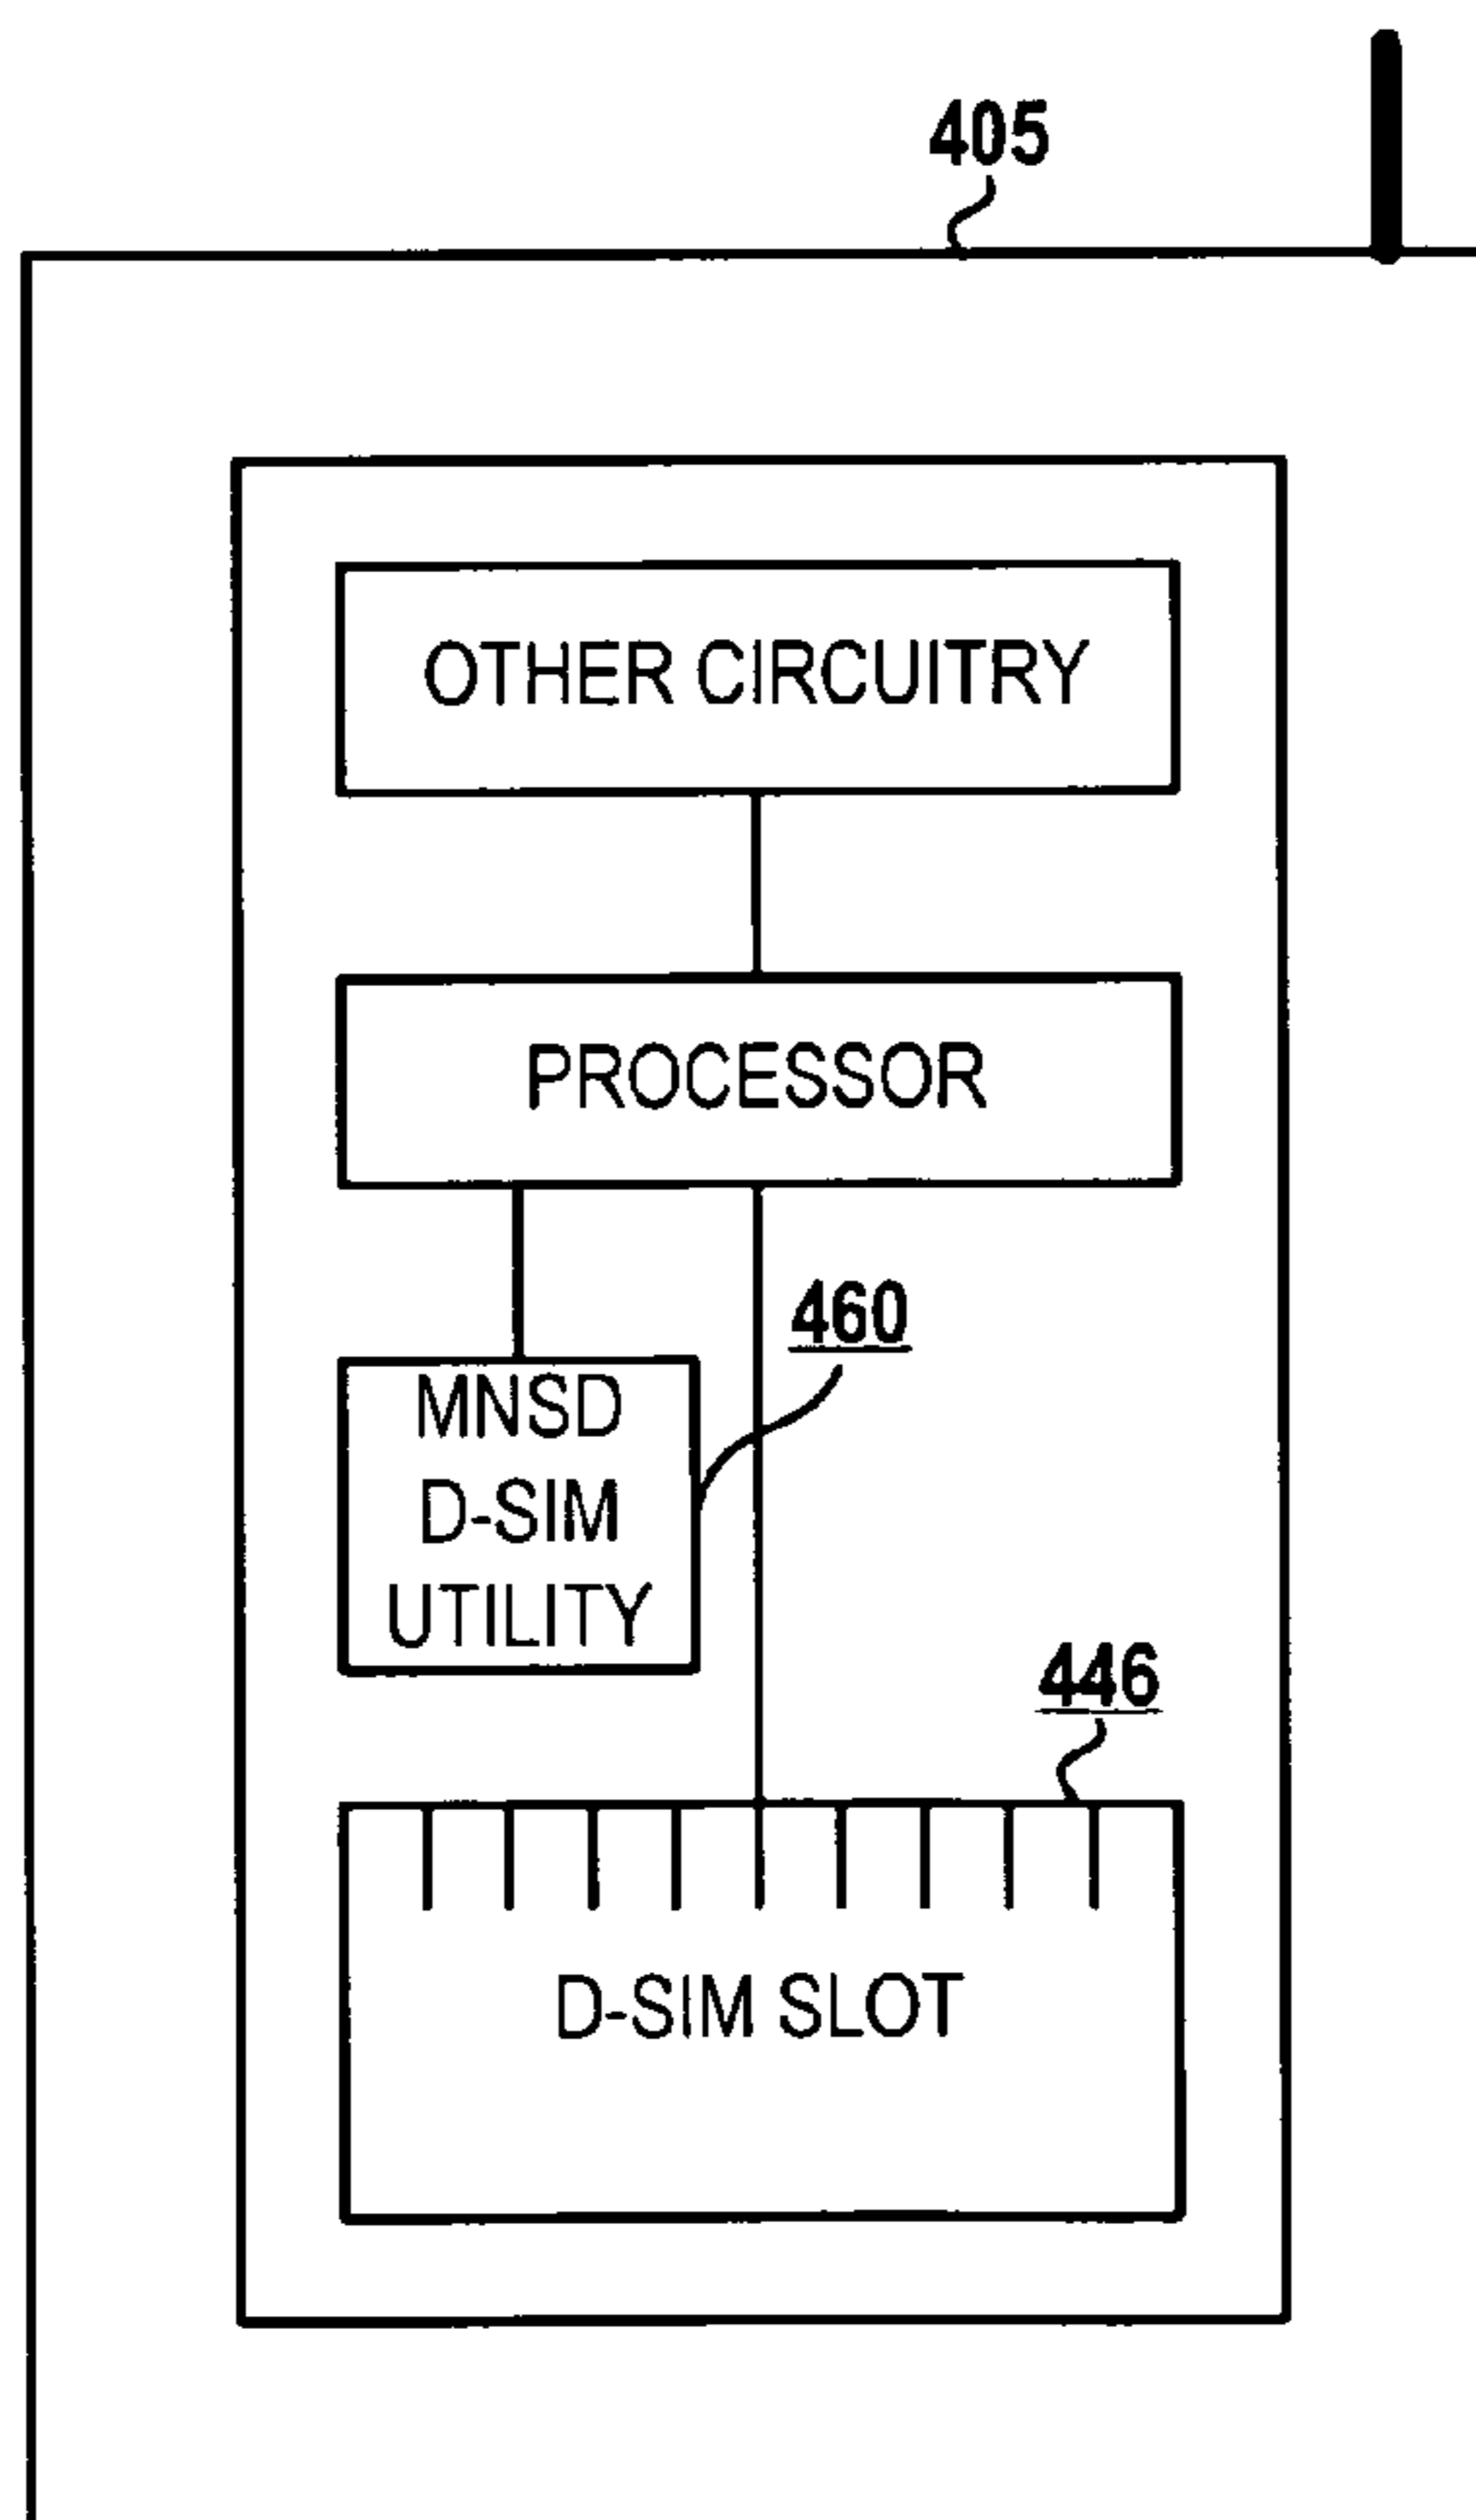 405
OTHER CIRCUITRY
PROCESSOR
460
MNSD
D-SIM
UTILITY
446
D-SIM SLOT